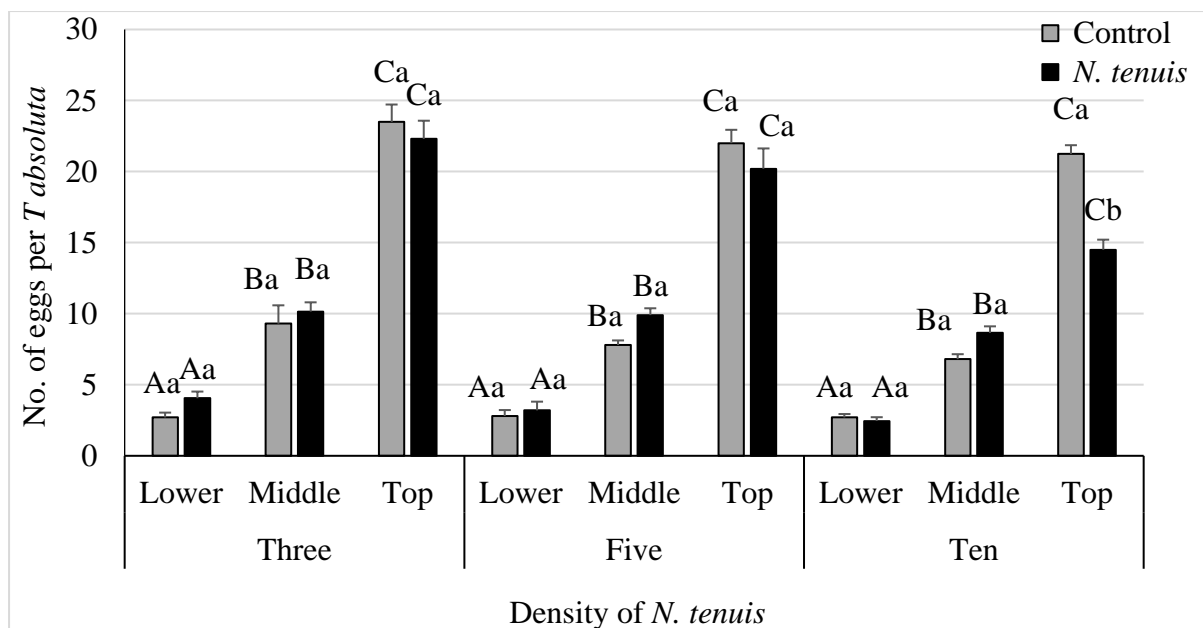 No. of eggs per T absoluta
30
25
20
15
10
5
0
Control
N. tenuis
Aa Aa Ba Ba Ca Ca Aa Aa Ba Ba Ca Ca Aa Aa Ba Ba Ca Cb
Lower Middle Top Lower Middle Top Lower Middle Top
Three Five Ten
Density of N. tenuis